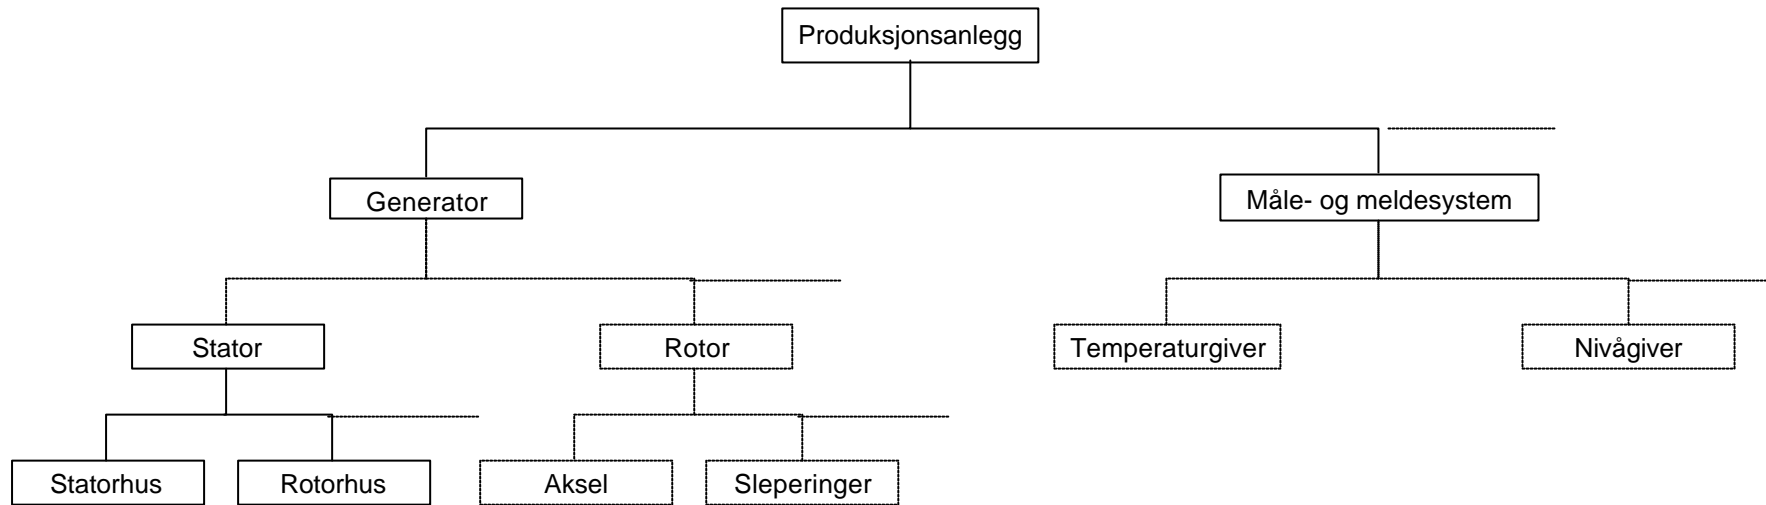 Produksjonsanlegg
Generator
Måle- og meldesystem
Stator
Rotor
Temperaturgiver
Nivågiver
Statorhus
Rotorhus
Aksel
Sleperinger